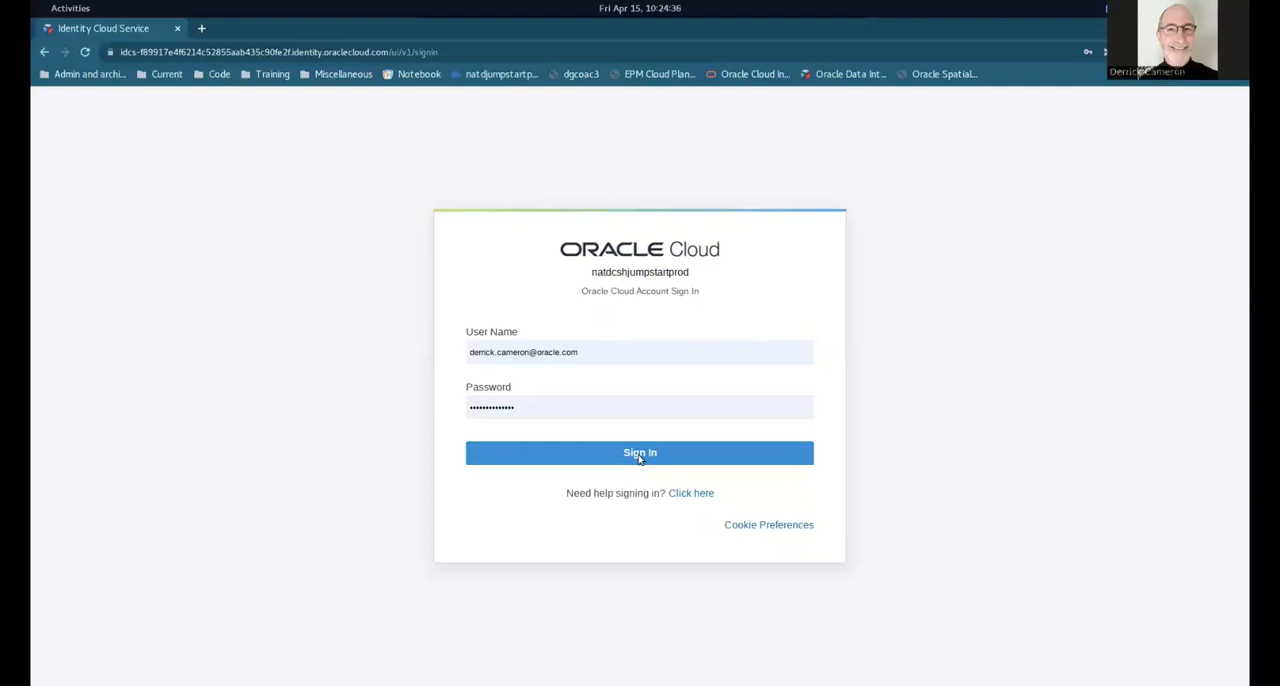 Activities
Fri Apr 15, 10:24:36
Identity Cloud Service
idcs-f89917e4f6214c52855aab435c90fe2f.identity.oraclecloud.com/ui/v1/signin
Admin and archi... Current Code Training Miscellaneous Notebook natdjumpstartp... dgcoac3 EPM Cloud Plan... Oracle Cloud In... Oracle Data Int... Oracle Spatial...
Derrick Cameron
ORACLE Cloud
natdcshjumpstartprod
Oracle Cloud Account Sign In
User Name
derrick.cameron@oracle.com
Password
••••••••••••••
Sign In
Need help signing in? Click here
Cookie Preferences